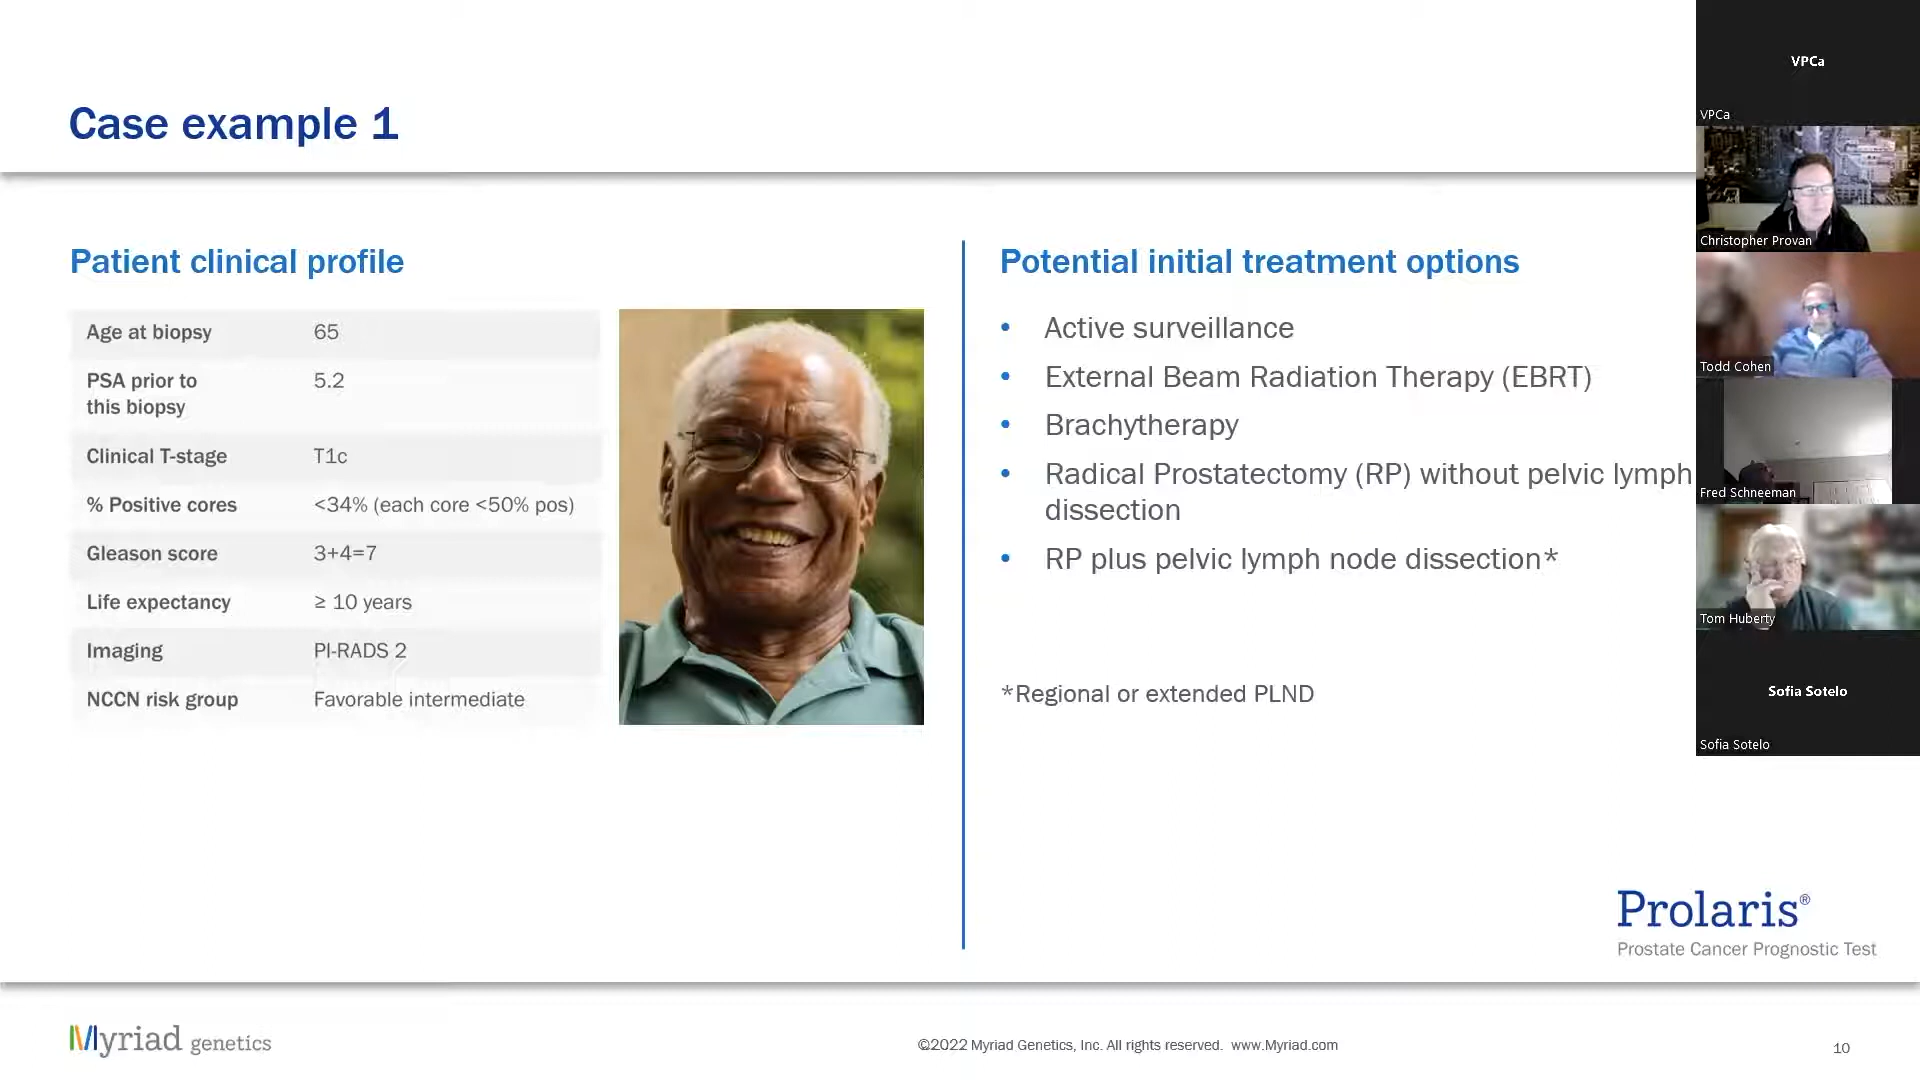 Case example 1
Patient clinical profile
Age at biopsy 65
PSA prior to 5.2
this biopsy
Clinical T-stage T1c
% Positive cores <34% (each core <50% pos)
Gleason score 3+4=7
Life expectancy ≥ 10 years
Imaging PI-RADS 2
NCCN risk group Favorable intermediate
Potential initial treatment options
• Active surveillance
• External Beam Radiation Therapy (EBRT)
• Brachytherapy
• Radical Prostatectomy (RP) without pelvic lymph
dissection
• RP plus pelvic lymph node dissection*
*Regional or extended PLND
Prolaris®
Prostate Cancer Prognostic Test
Myriad genetics
©2022 Myriad Genetics, Inc. All rights reserved. www.Myriad.com
10
VPCa
VPCa
Christopher Provan
Todd Cohen
Fred Schneeman
Tom Huberty
Sofia Sotelo
Sofia Sotelo